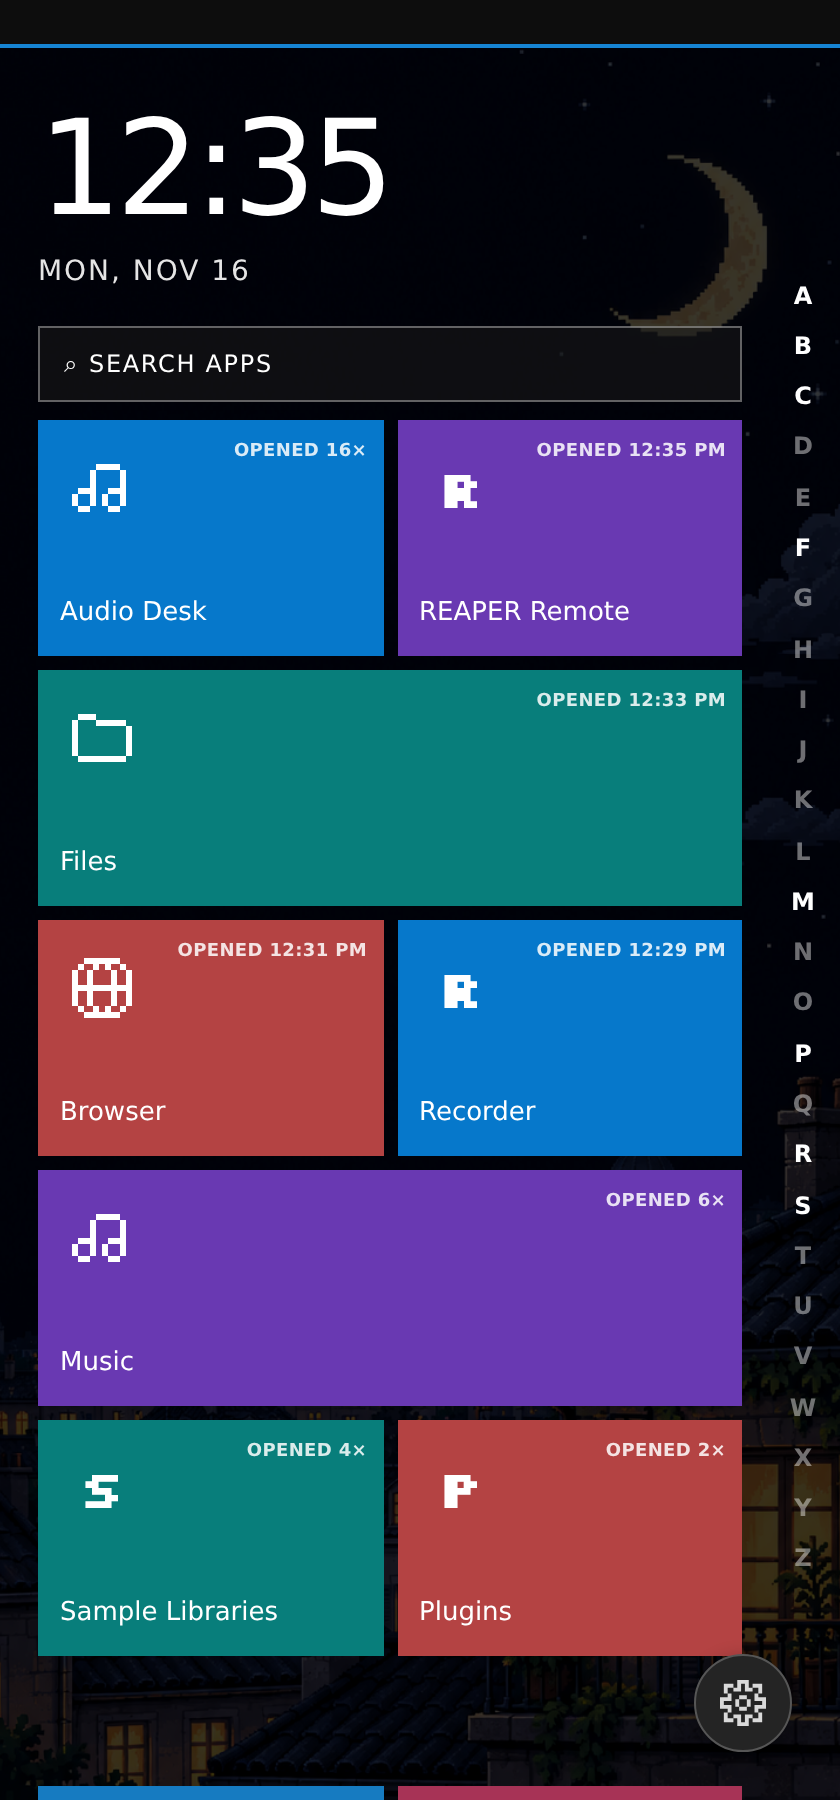 12:35
MON, NOV 16
SEARCH APPS
OPENED 16×
Audio Desk
OPENED 12:35 PM
R
REAPER Remote
OPENED 12:33 PM
Files
OPENED 12:31 PM
Browser
OPENED 12:29 PM
R
Recorder
OPENED 6×
Music
OPENED 4×
S
Sample Libraries
OPENED 2×
P
Plugins
A
B
C
D
E
F
G
H
I
J
K
L
M
N
O
P
Q
R
S
T
U
V
W
X
Y
Z